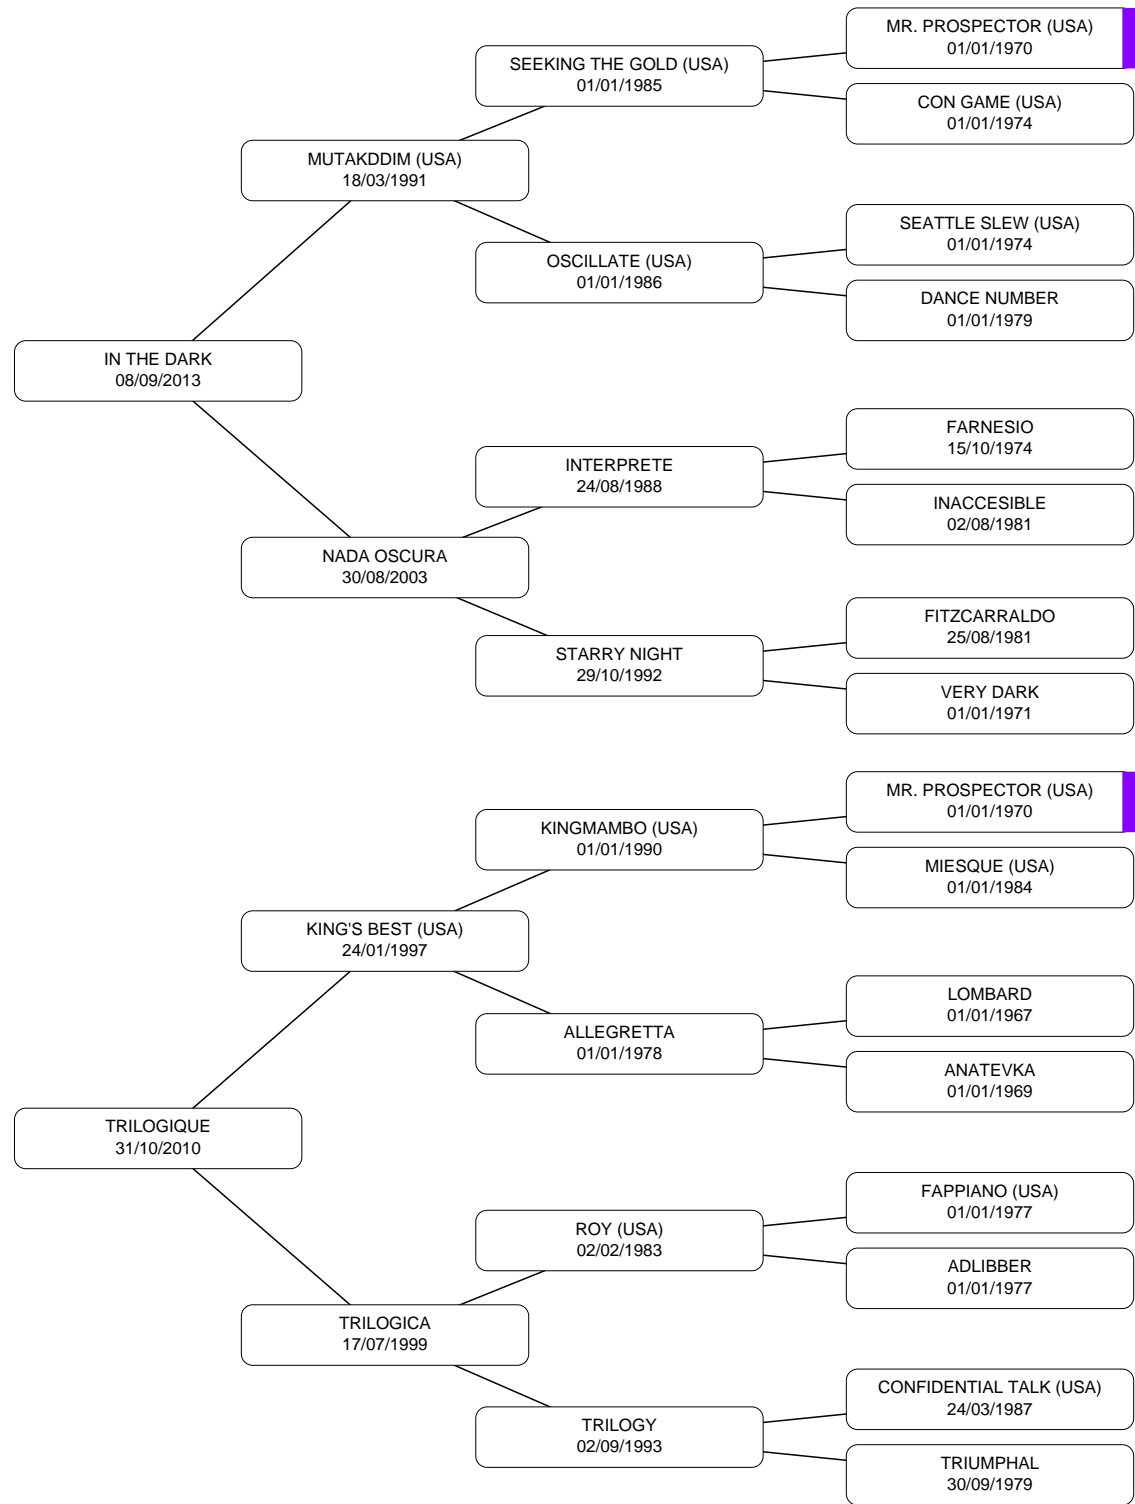 MR. PROSPECTOR (USA)
01/01/1970
SEEKING THE GOLD (USA)
01/01/1985
CON GAME (USA)
01/01/1974
MUTAKDDIM (USA)
18/03/1991
SEATTLE SLEW (USA)
01/01/1974
OSCILLATE (USA)
01/01/1986
DANCE NUMBER
01/01/1979
IN THE DARK
08/09/2013
FARNESIO
15/10/1974
INTERPRETE
24/08/1988
INACCESIBLE
02/08/1981
NADA OSCURA
30/08/2003
FITZCARRALDO
25/08/1981
STARRY NIGHT
29/10/1992
VERY DARK
01/01/1971
MR. PROSPECTOR (USA)
01/01/1970
KINGMAMBO (USA)
01/01/1990
MIESQUE (USA)
01/01/1984
KING'S BEST (USA)
24/01/1997
LOMBARD
01/01/1967
ALLEGRETTA
01/01/1978
ANATEVKA
01/01/1969
TRILOGIQUE
31/10/2010
FAPPIANO (USA)
01/01/1977
ROY (USA)
02/02/1983
ADLIBBER
01/01/1977
TRILOGICA
17/07/1999
CONFIDENTIAL TALK (USA)
24/03/1987
TRILOGY
02/09/1993
TRIUMPHAL
30/09/1979